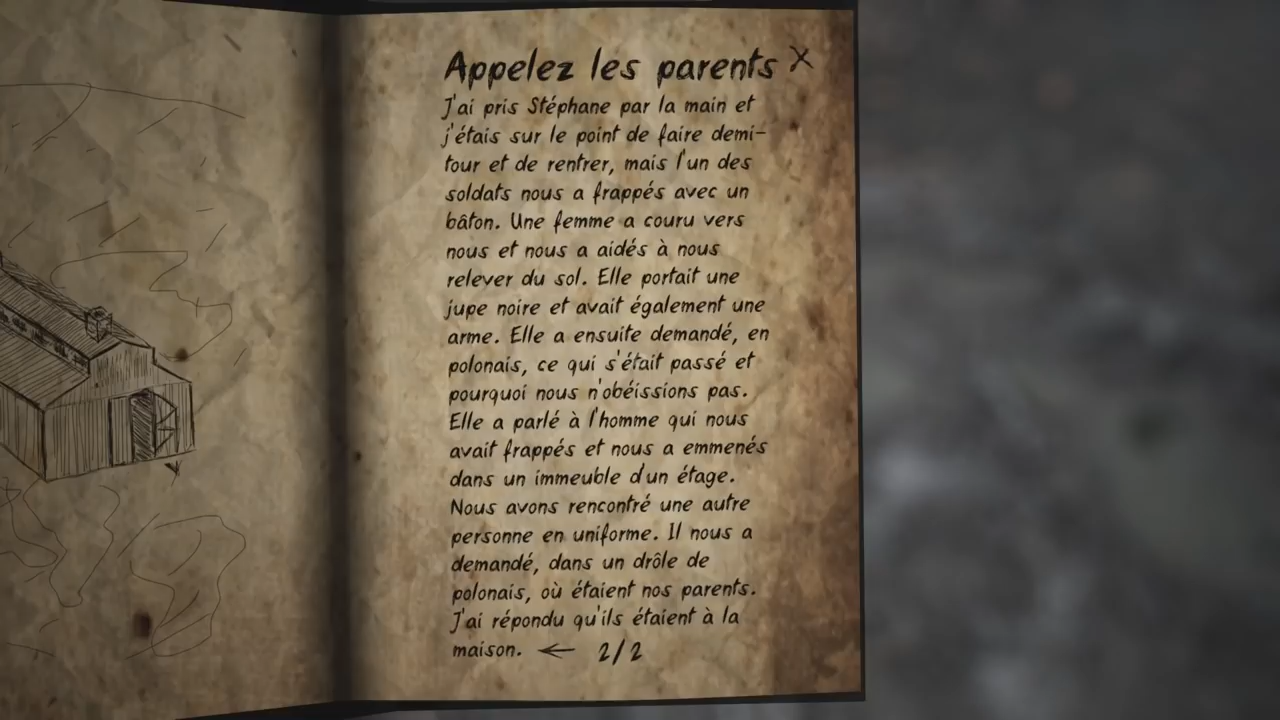 Appelez les parents X
J'ai pris Stéphane par la main et
j'étais sur le point de faire demi-
tour et de rentrer, mais l'un des
soldats nous a frappés avec un
bâton. Une femme a couru vers
nous et nous a aidés à nous
relever du sol. Elle portait une
jupe noire et avait également une
arme. Elle a ensuite demandé, en
polonais, ce qui s'était passé et
pourquoi nous n'obéissions pas.
Elle a parlé à l'homme qui nous
avait frappés et nous a emmenés
dans un immeuble d'un étage.
Nous avons rencontré une autre
personne en uniforme. Il nous a
demandé, dans un drôle de
polonais, où étaient nos parents.
J'ai répondu qu'ils étaient à la
maison. ← 2/2